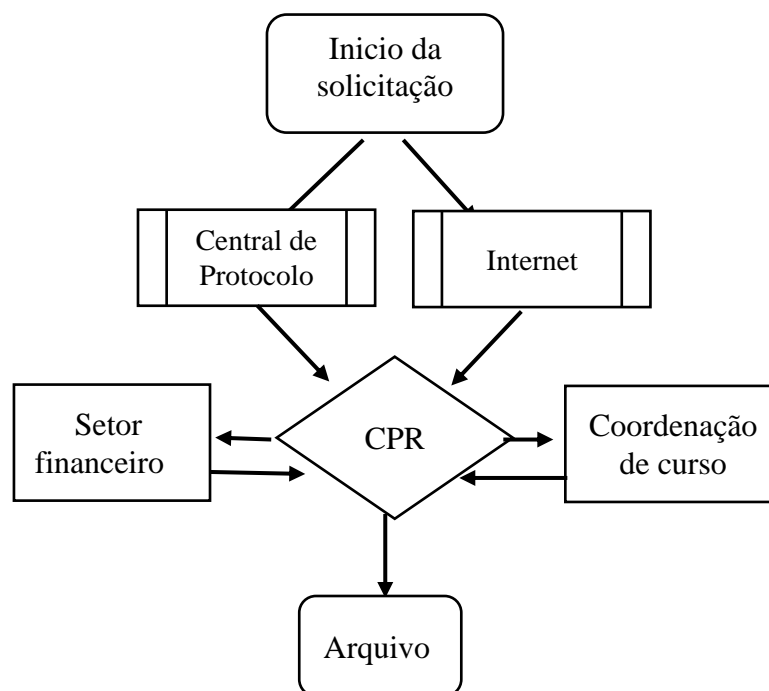 Inicio da
solicitação
Central de
Protocolo
Internet
Setor
financeiro
CPR
Coordenação
de curso
Arquivo